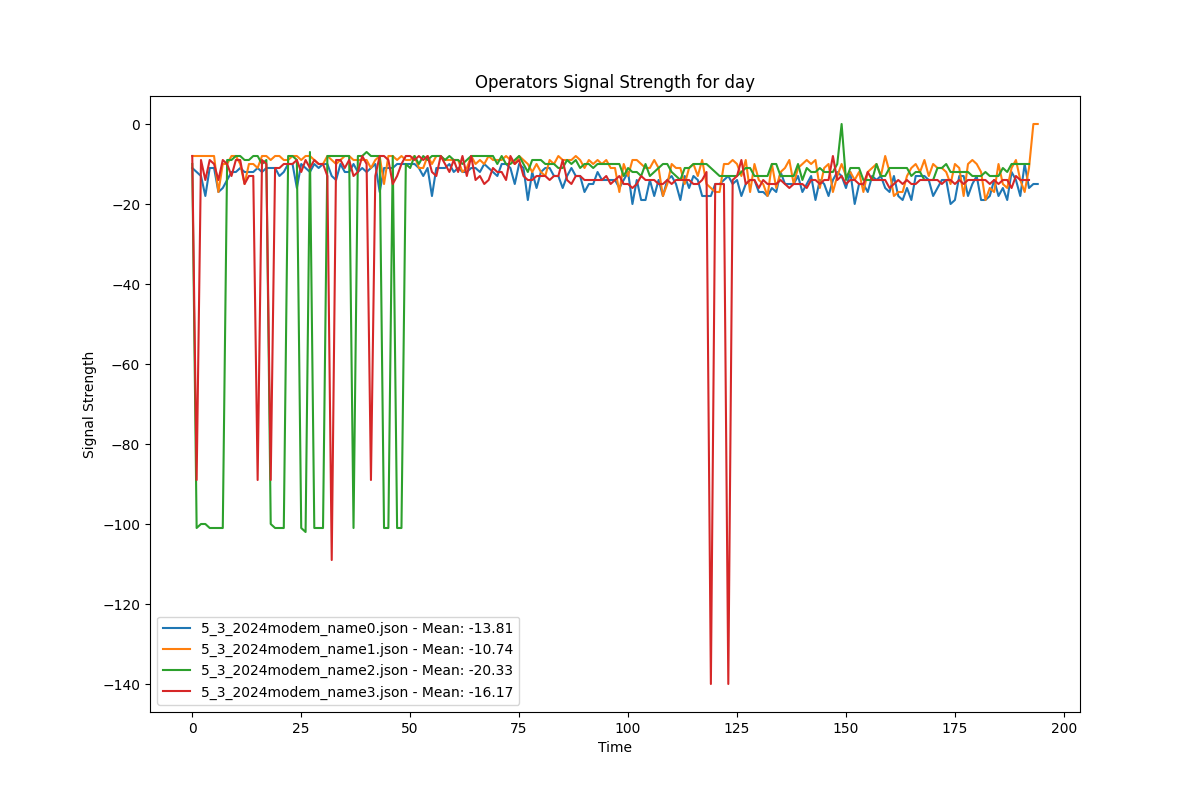 Operators Signal Strength for day
Signal Strength
0
−20
−40
−60
−80
−100
−120
−140
5_3_2024modem_name0.json - Mean: -13.81
5_3_2024modem_name1.json - Mean: -10.74
5_3_2024modem_name2.json - Mean: -20.33
5_3_2024modem_name3.json - Mean: -16.17
0 25 50 75 100 125 150 175 200
Time